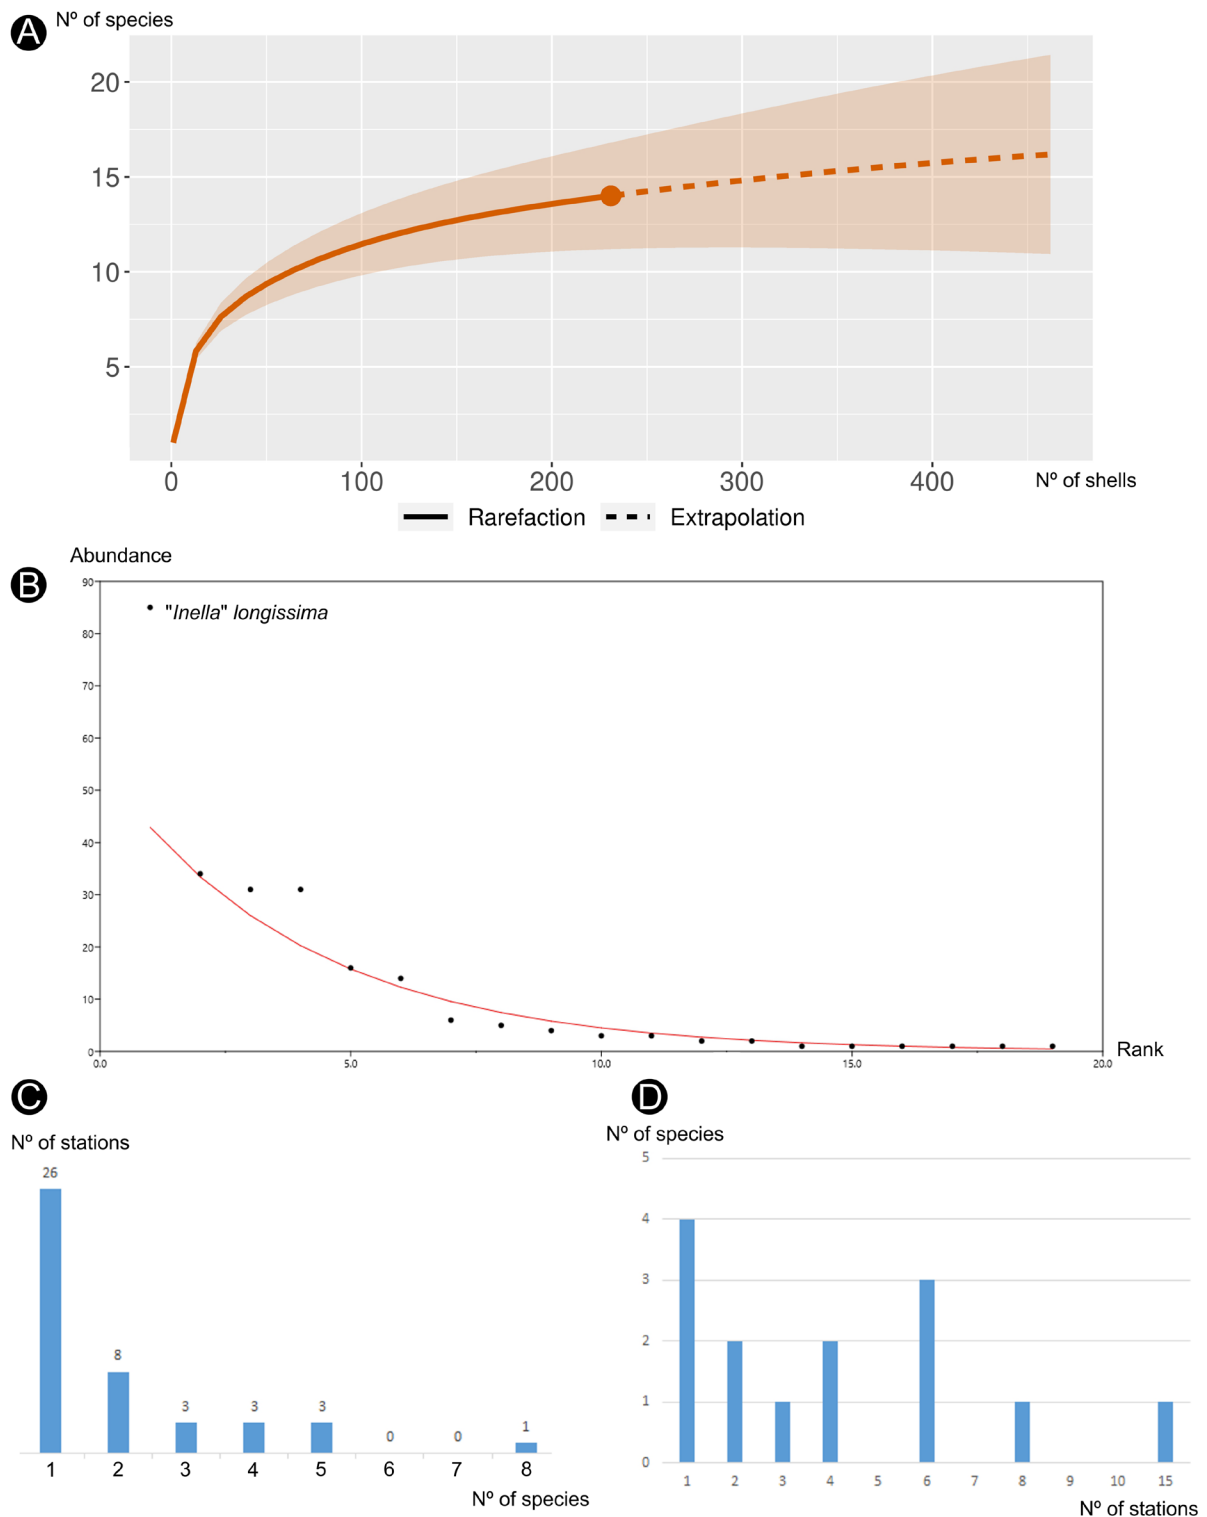 A
Nº of species
20
15
10
5
0 100 200 300 400 Nº of shells
Rarefaction Extrapolation
Abundance
B
90
"Inella" longissima
80
70
60
50
40
30
20
10
0
0.0 5.0 10.0 15.0 20.0 Rank
C
Nº of stations
26
8
3 3 3
0 0
1
1 2 3 4 5 6 7 8
Nº of species
D
Nº of species
5
4
3
2
1
0
1 2 3 4 5 6 7 8 9 10 15
Nº of stations